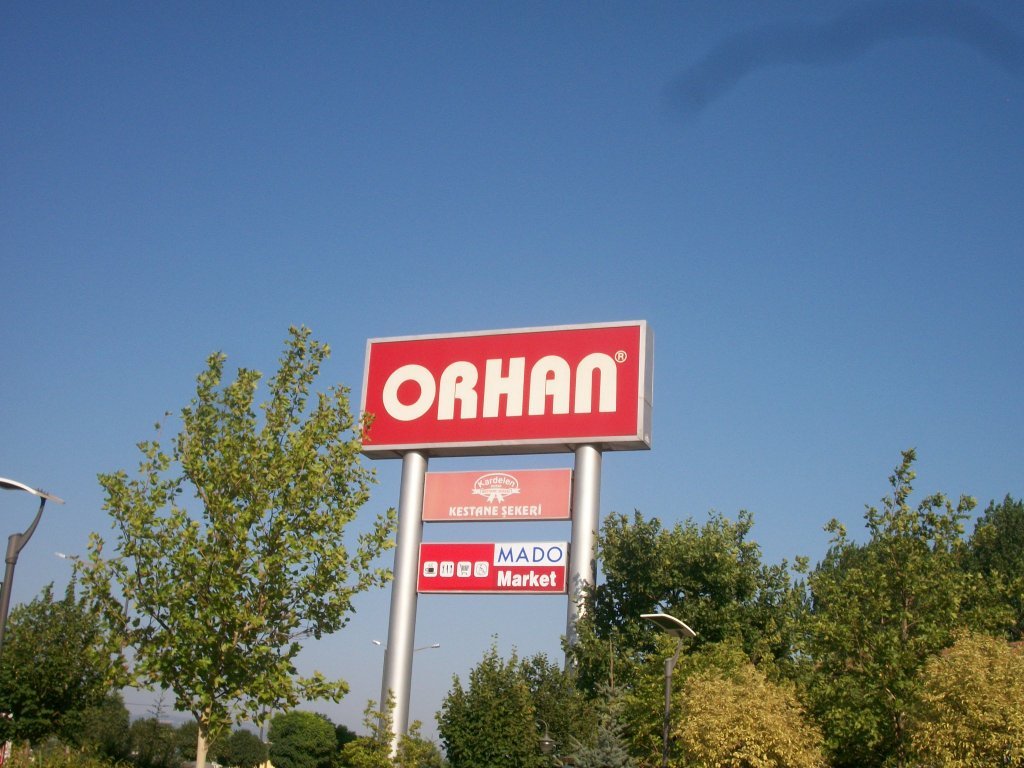 ORHAN®
Kardelen
KESTANE ŞEKERİ
MADO
Market